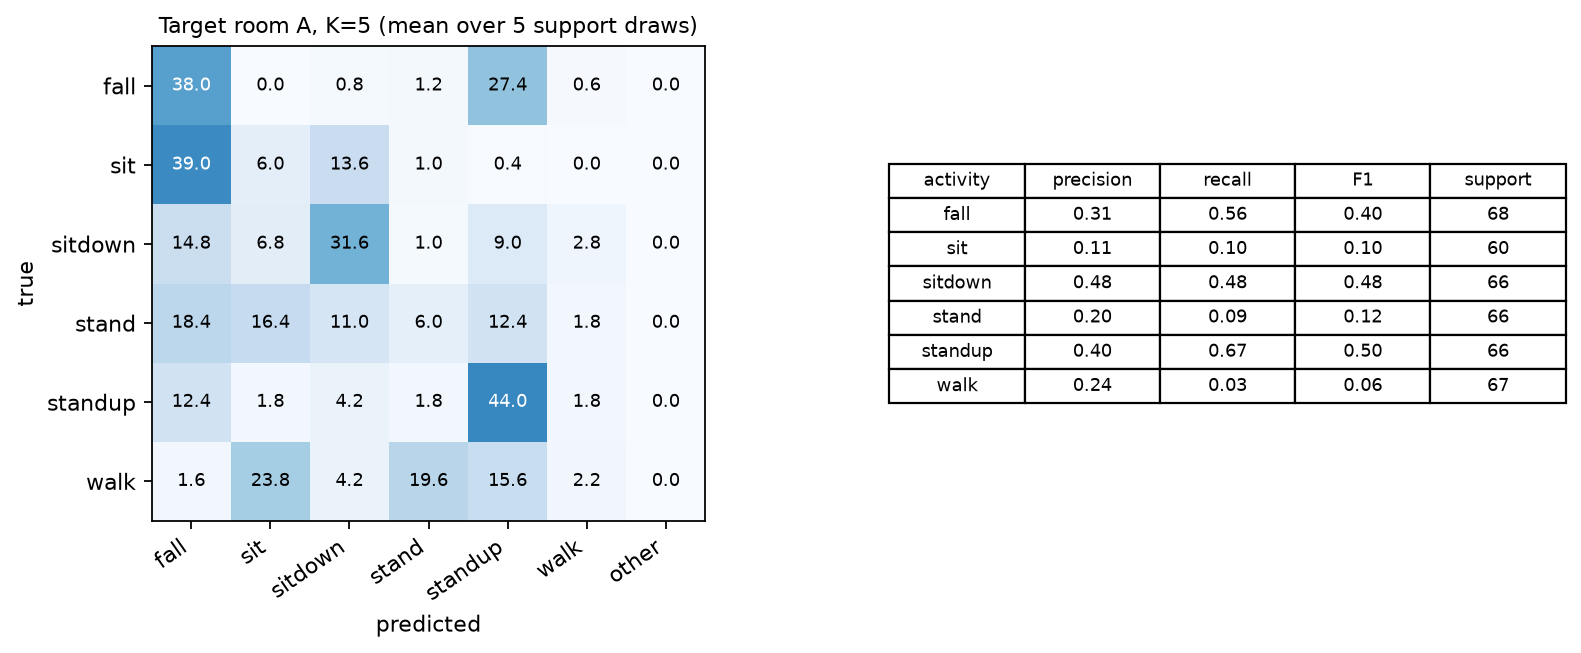 Target room A, K=5 (mean over 5 support draws)
true
fall 38.0 0.0 0.8 1.2 27.4 0.6 0.0
sit 39.0 6.0 13.6 1.0 0.4 0.0 0.0
sitdown 14.8 6.8 31.6 1.0 9.0 2.8 0.0
stand 18.4 16.4 11.0 6.0 12.4 1.8 0.0
standup 12.4 1.8 4.2 1.8 44.0 1.8 0.0
walk 1.6 23.8 4.2 19.6 15.6 2.2 0.0
fall sit sitdown stand standup walk other
predicted
activity precision recall F1 support
fall 0.31 0.56 0.40 68
sit 0.11 0.10 0.10 60
sitdown 0.48 0.48 0.48 66
stand 0.20 0.09 0.12 66
standup 0.40 0.67 0.50 66
walk 0.24 0.03 0.06 67